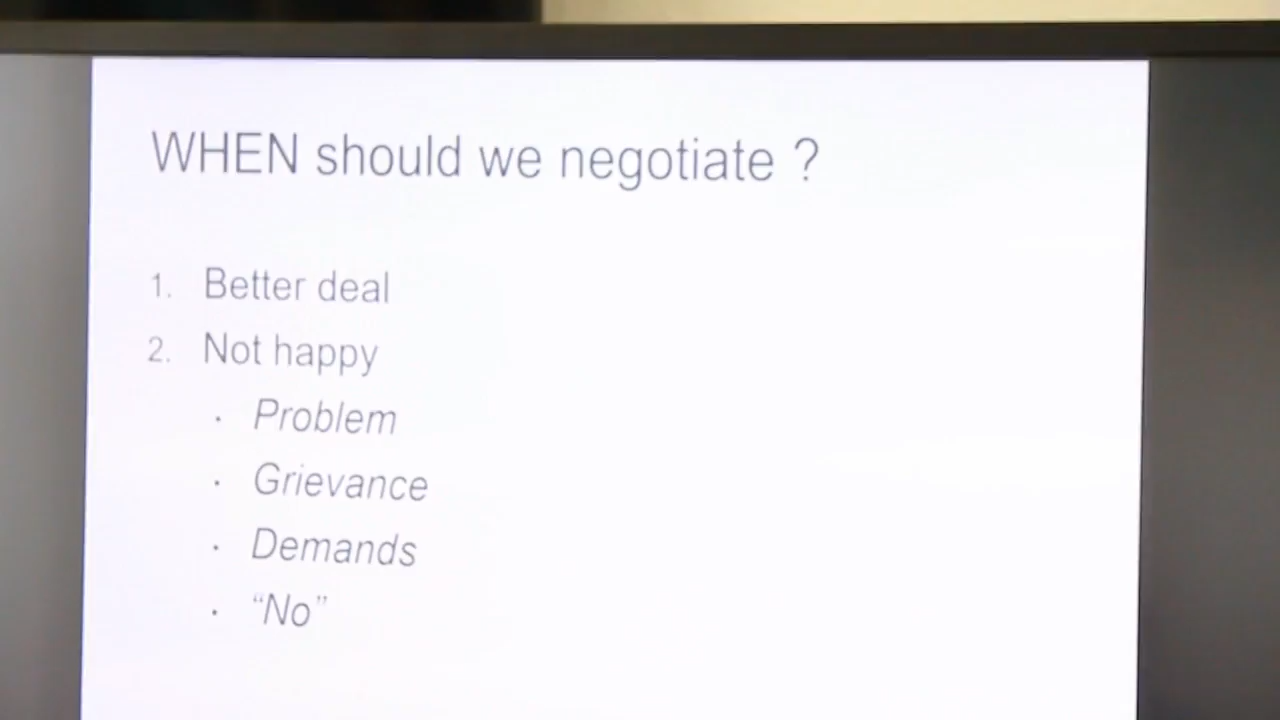 WHEN should we negotiate ?
1. Better deal
2. Not happy
· Problem
· Grievance
· Demands
· “No”